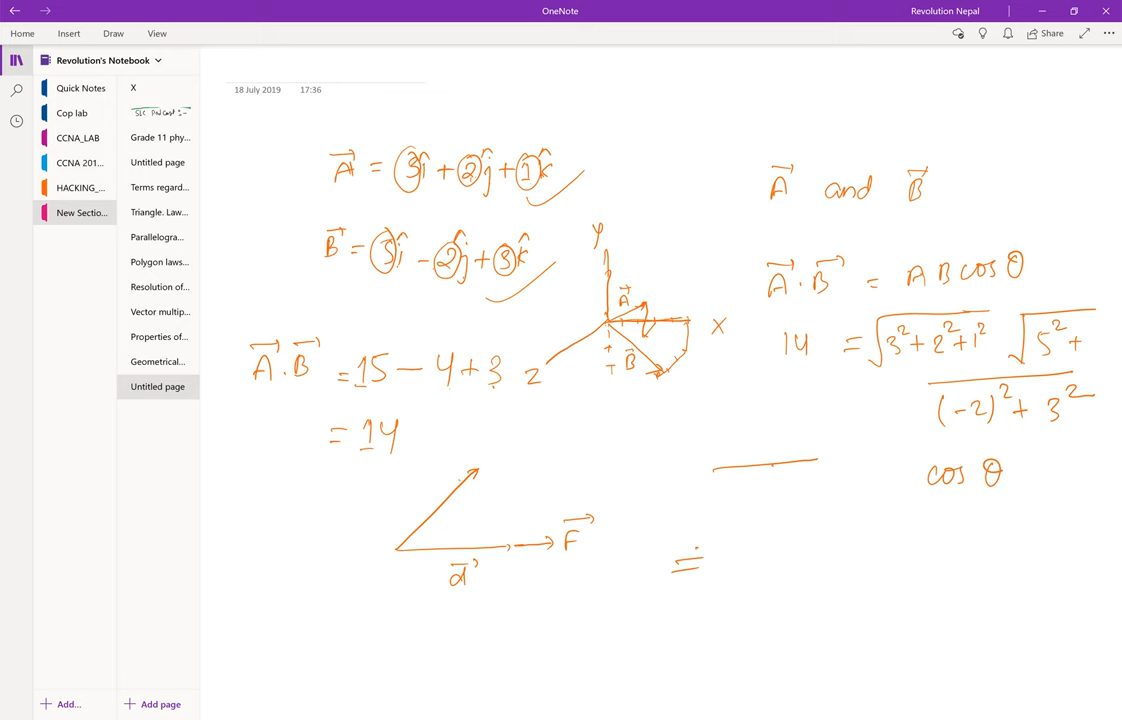 OneNote
Revolution Nepal
Home Insert Draw View
Share
Revolution's Notebook
Quick Notes
Cop lab
CCNA_LAB
CCNA 201...
HACKING_...
New Sectio...
X
Grade 11 phy...
Untitled page
Terms regard...
Triangle. Law...
Parallelogra...
Polygon laws...
Resolution of...
Vector multip...
Properties of...
Geometrical...
Untitled page
Add...
Add page
18 July 2019 17:36
A⃗ = 3î + 2ĵ + 1k̂
B⃗ = 5î - 2ĵ + 3k̂
A⃗ . B⃗ = 15 - 4 + 3
= 14
Y
A⃗
X
B⃗
Z
F⃗
d⃗
A⃗ and B⃗
A⃗ . B⃗ = A B cos θ
14 = √3² + 2² + 1² √5² +
(-2)² + 3²
cos θ
=